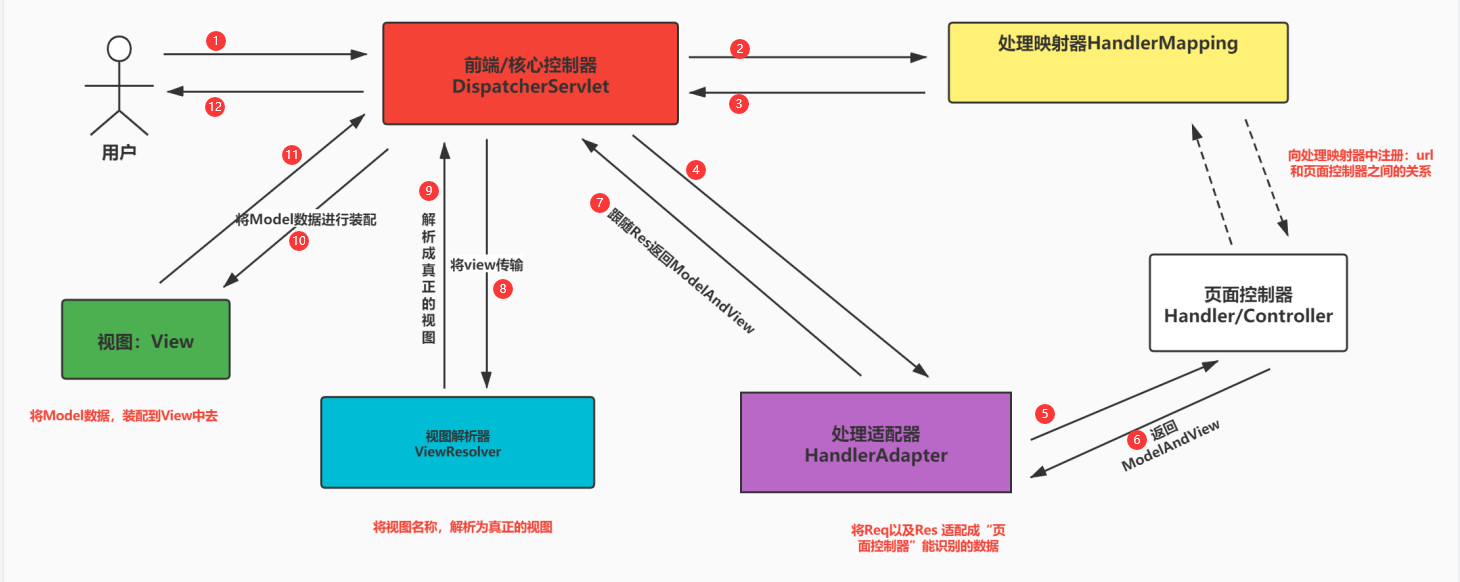 1
前端/核心控制器
DispatcherServlet
2
处理映射器HandlerMapping
12
3
用户
11
4
向处理映射器中注册：url
和页面控制器之间的关系
9
解析成真正的视图
7
跟随Res返回ModelAndView
将Model数据进行装配
10
将view传输
8
页面控制器
Handler/Controller
视图：View
将Model数据，装配到View中去
视图解析器
ViewResolver
将视图名称，解析为真正的视图
处理适配器
HandlerAdapter
5
6
返回
ModelAndView
将Req以及Res 适配成“页
面控制器”能识别的数据